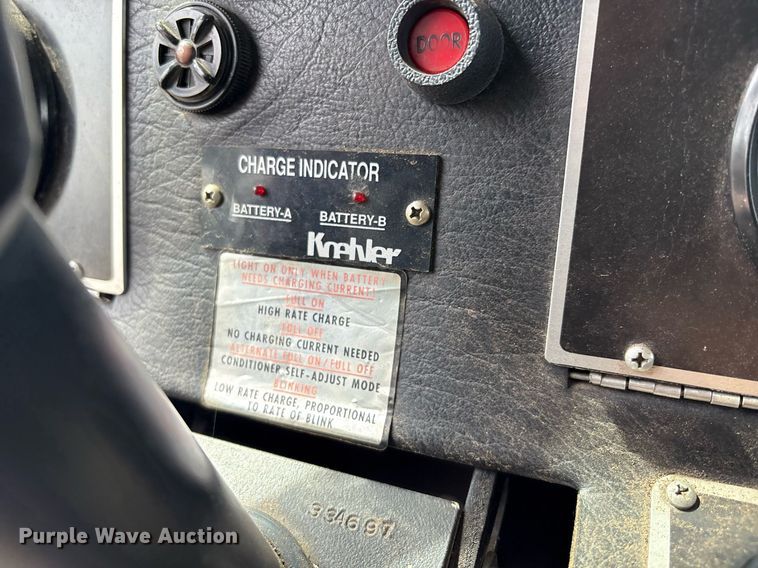 DOOR
CHARGE INDICATOR
BATTERY-A BATTERY-B
Koehler
LIGHT ON ONLY WHEN BATTERY
NEEDS CHARGING CURRENT!
FULL ON
HIGH RATE CHARGE
FULL OFF
NO CHARGING CURRENT NEEDED
ALTERNATE FULL ON/FULL OFF
CONDITIONER SELF-ADJUST MODE
BLINKING
LOW RATE CHARGE, PROPORTIONAL
TO RATE OF BLINK
334697
Purple Wave Auction